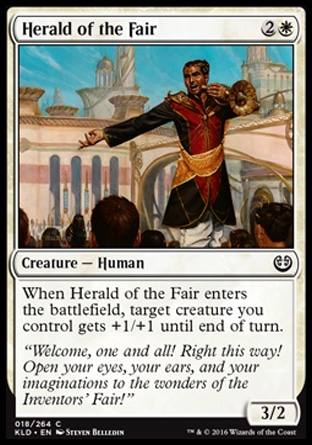 Herald of the Fair 2
Creature — Human
When Herald of the Fair enters
the battlefield, target creature you
control gets +1/+1 until end of turn.
“Welcome, one and all! Right this way!
Open your eyes, your ears, and your
imaginations to the wonders of the
Inventors’ Fair!”
3/2
018/264 C
KLD • EN STEVEN BELLEDIN
™ & © 2016 Wizards of the Coast